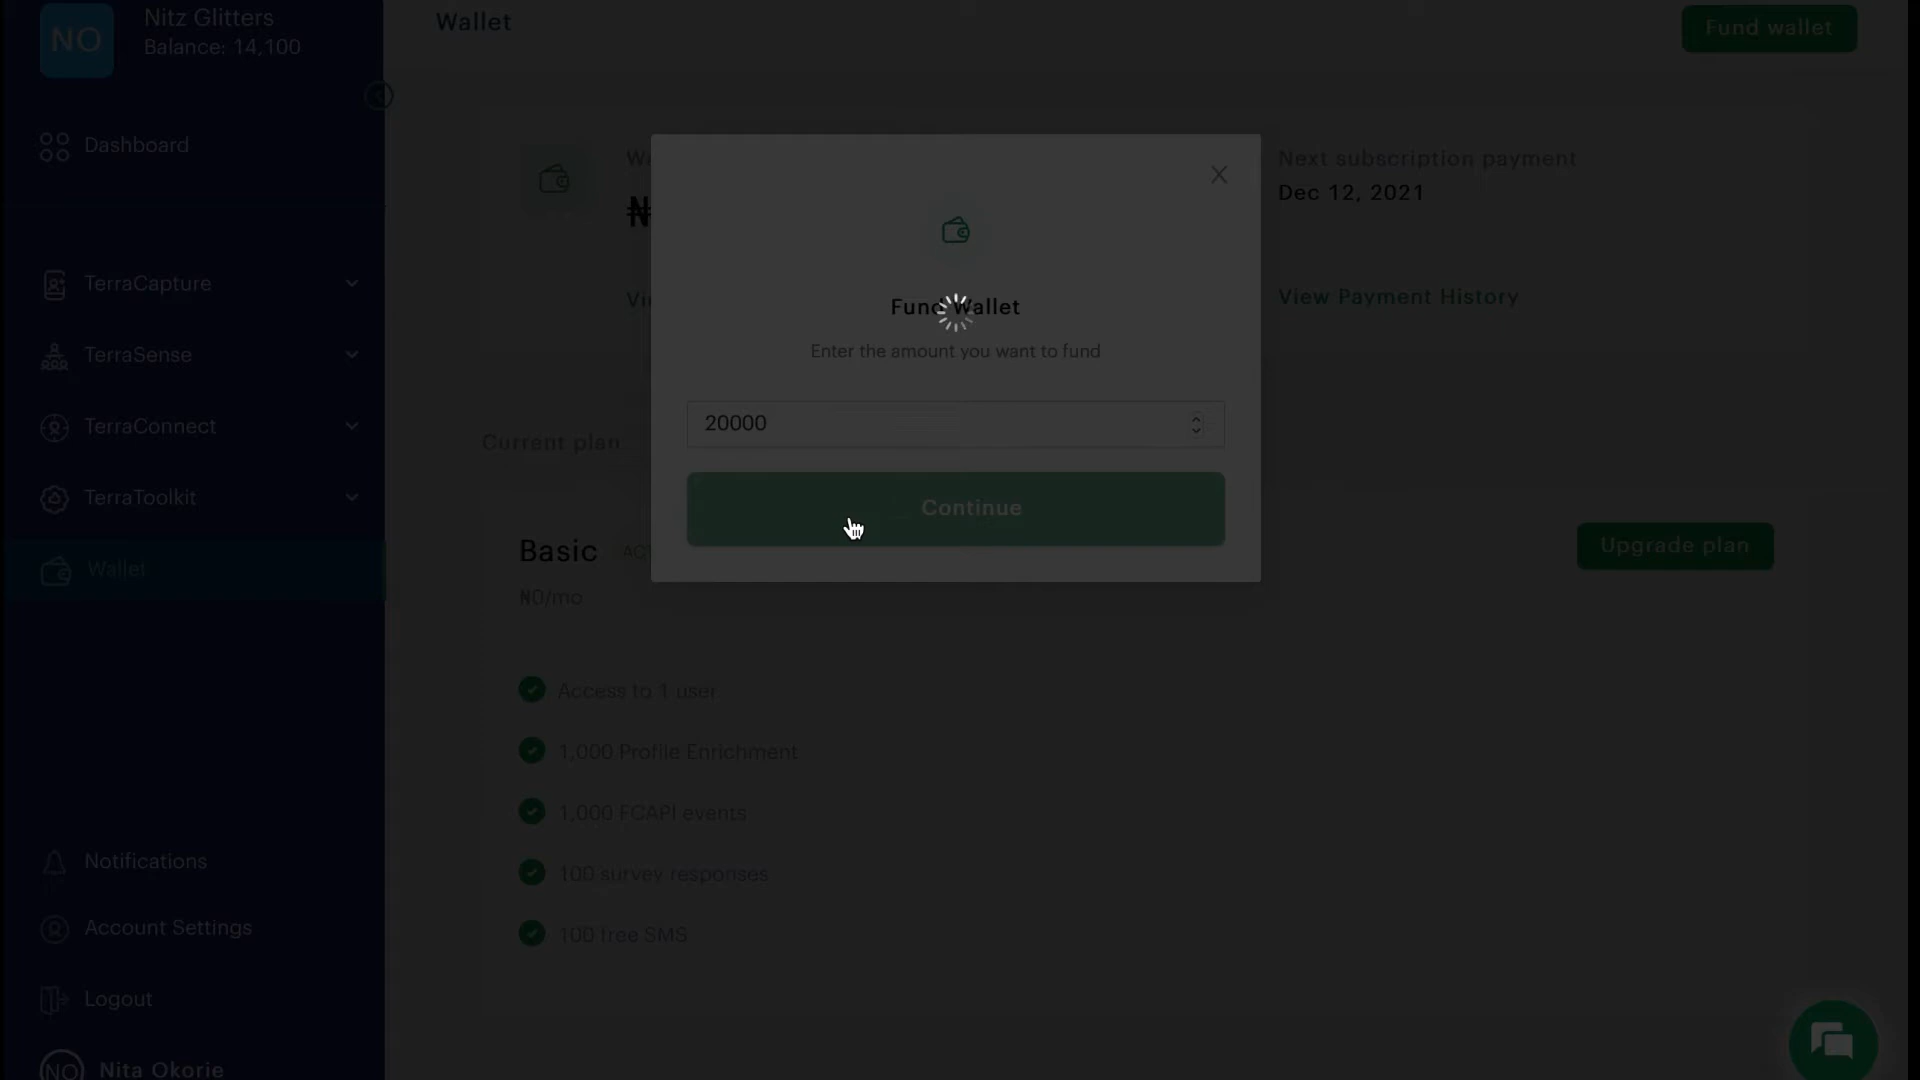 NO
Nitz Glitters
Balance: 14,100
Dashboard
TerraCapture
TerraSense
TerraConnect
TerraToolkit
Wallet
Notifications
Account Settings
Logout
NO
Nita Okorie
Wallet
Fund wallet
₦
Next subscription payment
Dec 12, 2021
View Payment History
Fund Wallet
Enter the amount you want to fund
20000
Continue
Current plan
Basic
₦0/mo
Upgrade plan
Access to 1 user
1,000 Profile Enrichment
1,000 FCAPI events
100 survey responses
100 free SMS